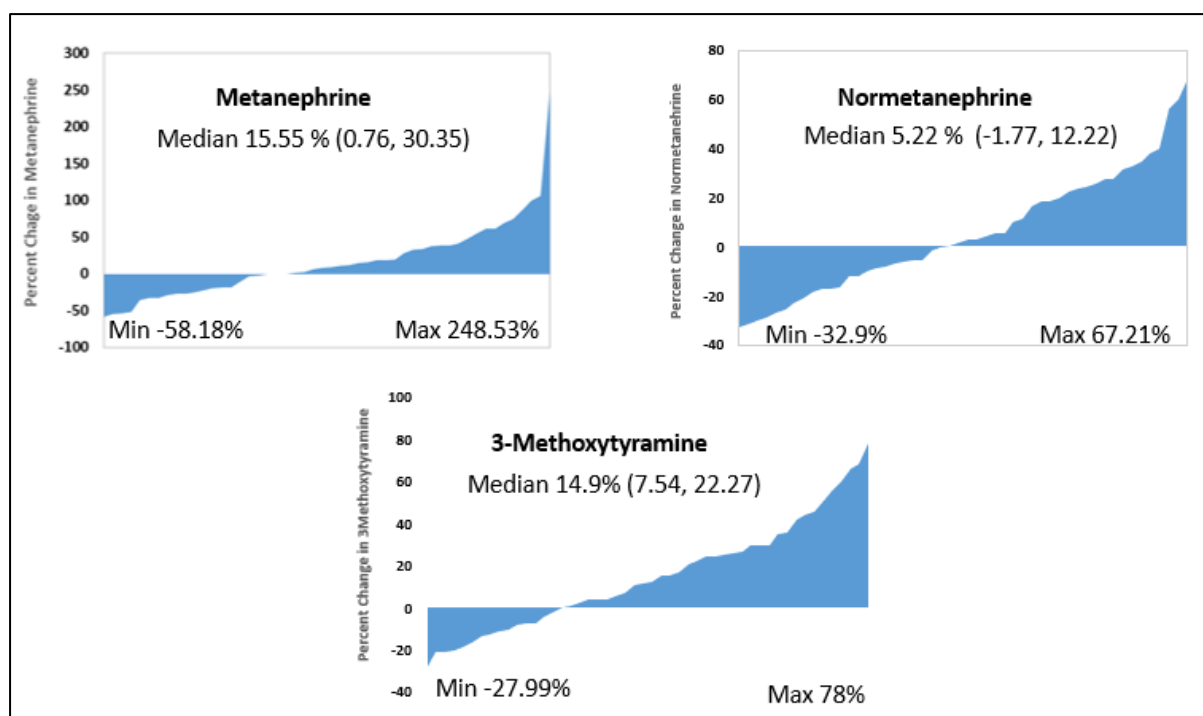 Percent Chage in Metanephrine
300
250
200
150
100
50
0
-50
-100
Metanephrine
Median 15.55 % (0.76, 30.35)
Min -58.18%
Max 248.53%
Percent Change in Normetanehrine
80
60
40
20
0
-20
-40
Normetanephrine
Median 5.22 % (-1.77, 12.22)
Min -32.9%
Max 67.21%
Percent Change in 3Methoxytyramine
100
80
60
40
20
0
-20
-40
3-Methoxytyramine
Median 14.9% (7.54, 22.27)
Min -27.99%
Max 78%